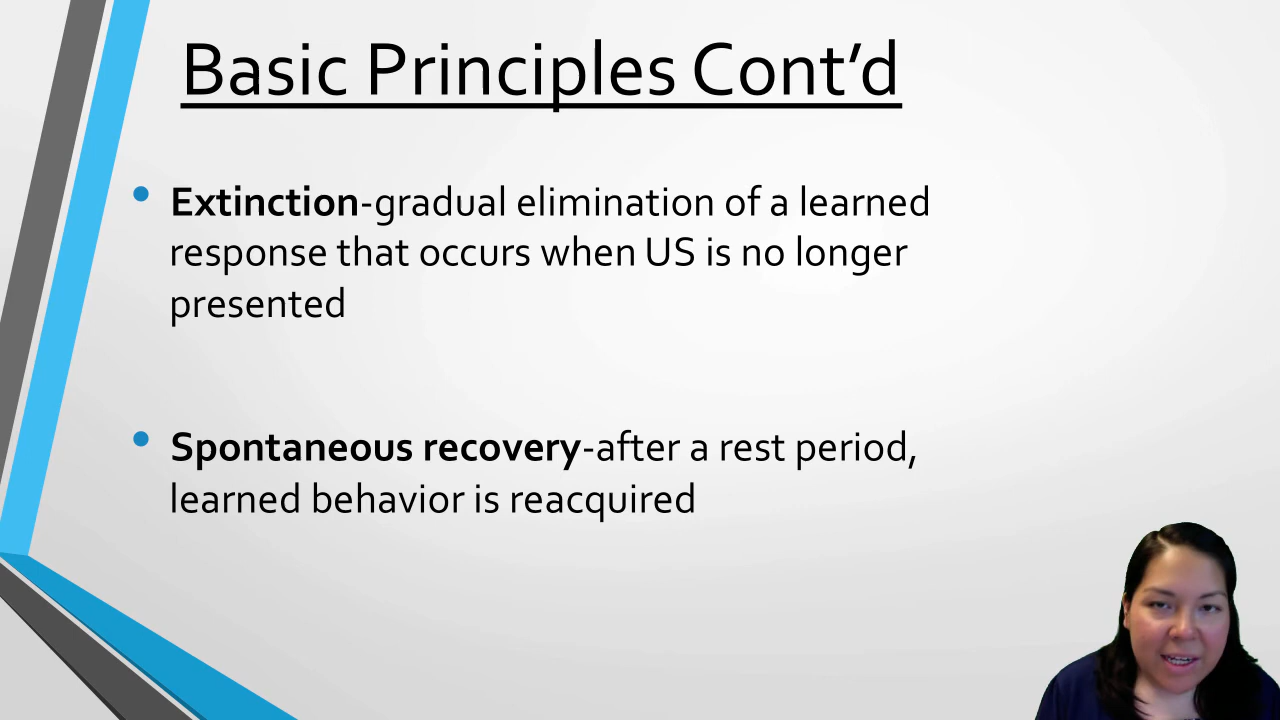 Basic Principles Cont’d
• Extinction-gradual elimination of a learned
response that occurs when US is no longer
presented
• Spontaneous recovery-after a rest period,
learned behavior is reacquired